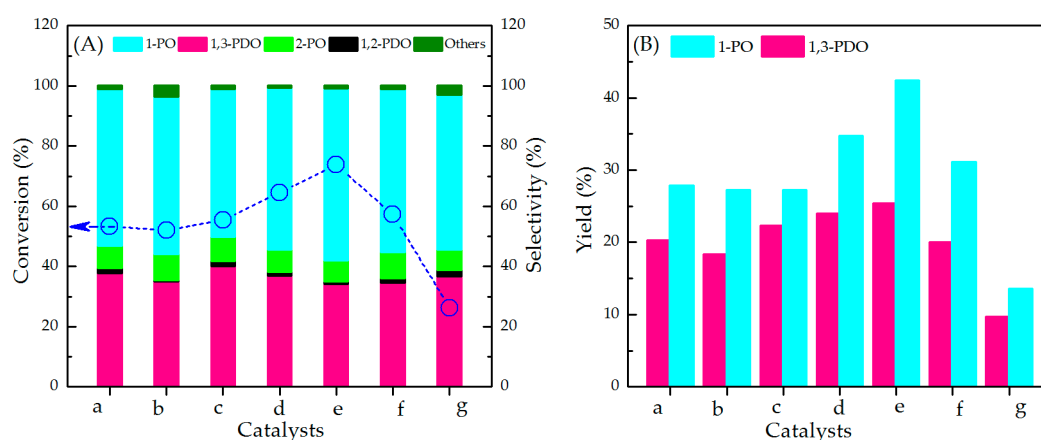 (A)
1-PO 1,3-PDO 2-PO 1,2-PDO Others
120
100
80
60
40
20
0
Conversion (%)
120
100
80
60
40
20
0
Selectivity (%)
a b c d e f g
Catalysts
(B)
1-PO 1,3-PDO
50
40
30
20
10
0
Yield (%)
a b c d e f g
Catalysts